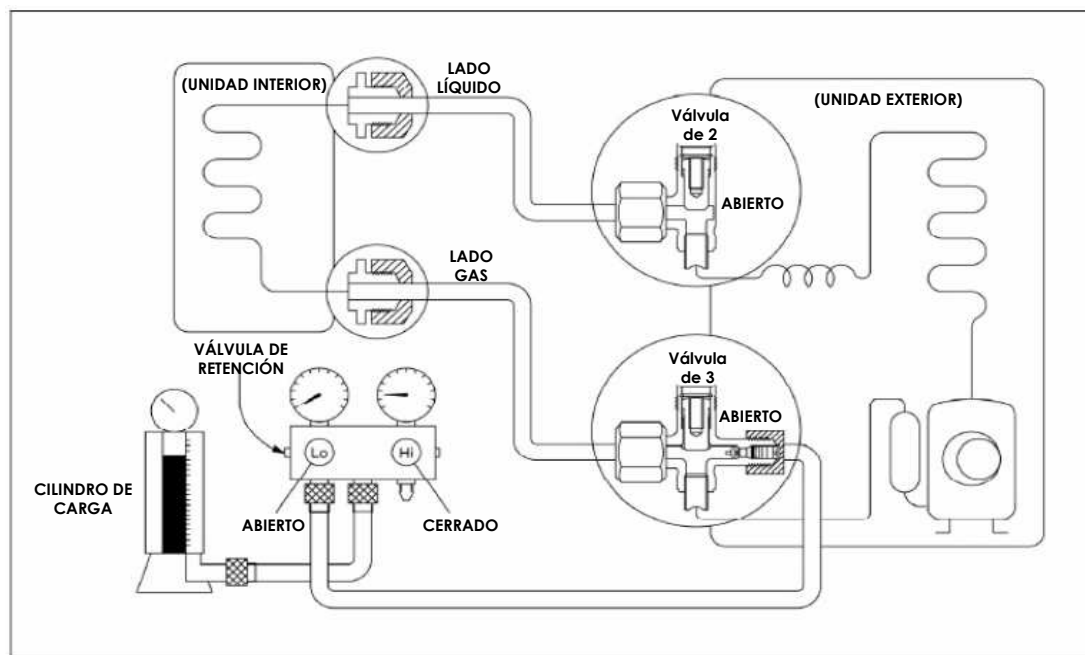 (UNIDAD INTERIOR)
LADO
LÍQUIDO
Válvula
de 2
ABIERTO
(UNIDAD EXTERIOR)
LADO
GAS
VÁLVULA DE
RETENCIÓN
Válvula
de 3
ABIERTO
Lo
Hi
CILINDRO DE
CARGA
ABIERTO
CERRADO